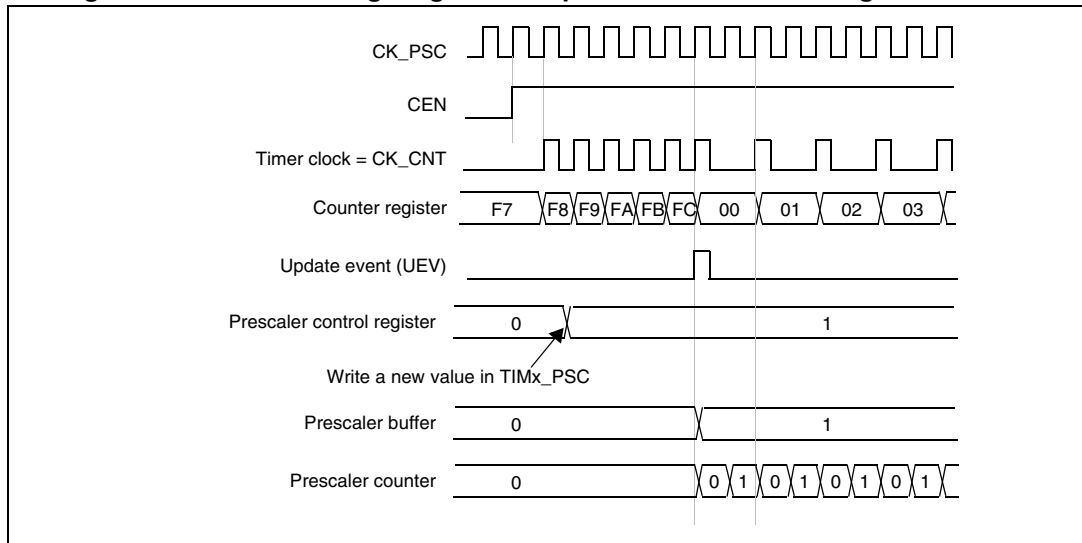 CK_PSC
CEN
Timer clock = CK_CNT
Counter register F7 F8 F9 FA FB FC 00 01 02 03
Update event (UEV)
Prescaler control register 0 1
Write a new value in TIMx_PSC
Prescaler buffer 0 1
Prescaler counter 0 0 1 0 1 0 1 0 1